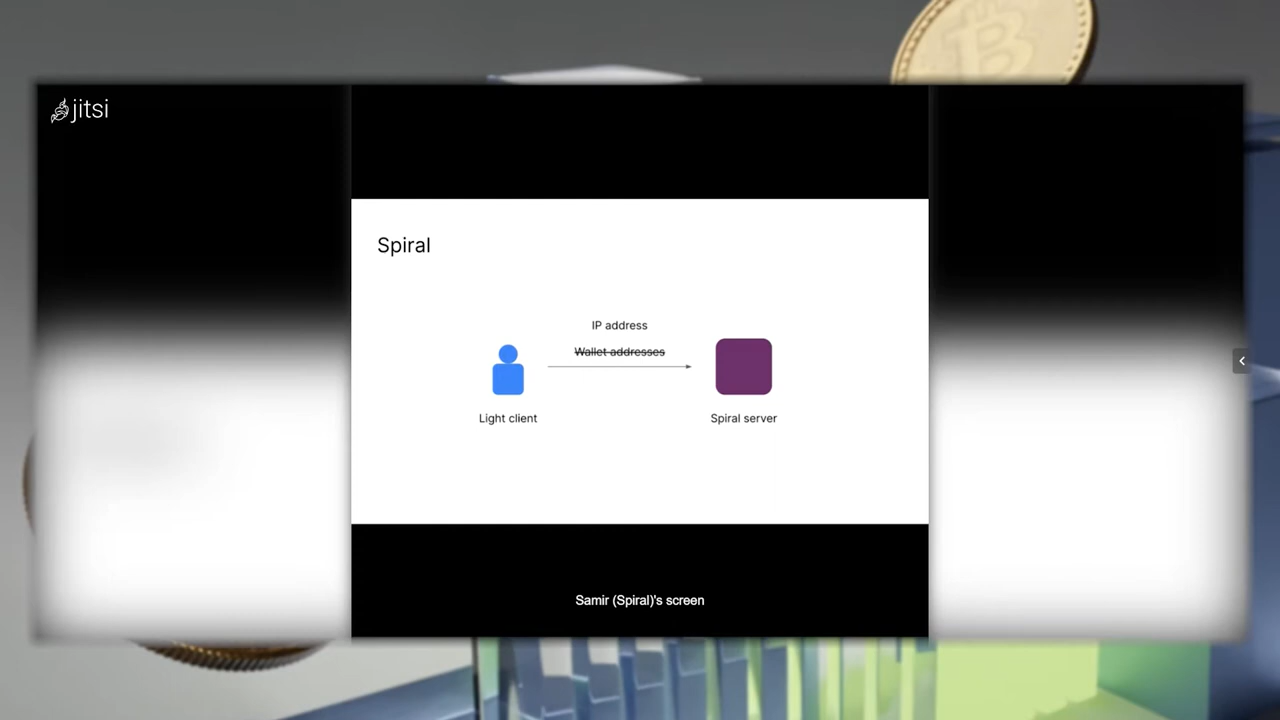 jitsi
Spiral
IP address
Wallet addresses
Light client
Spiral server
Samir (Spiral)'s screen